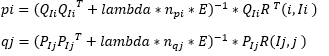 pi = (Q_{Ii}Q_{Ii}^T + lambda * n_{pi} * E)^{-1} * Q_{Ii}R^T(i, Ii)
qj = (P_{Ij}P_{Ij}^T + lambda * n_{qj} * E)^{-1} * P_{Ij}R(Ij, j)